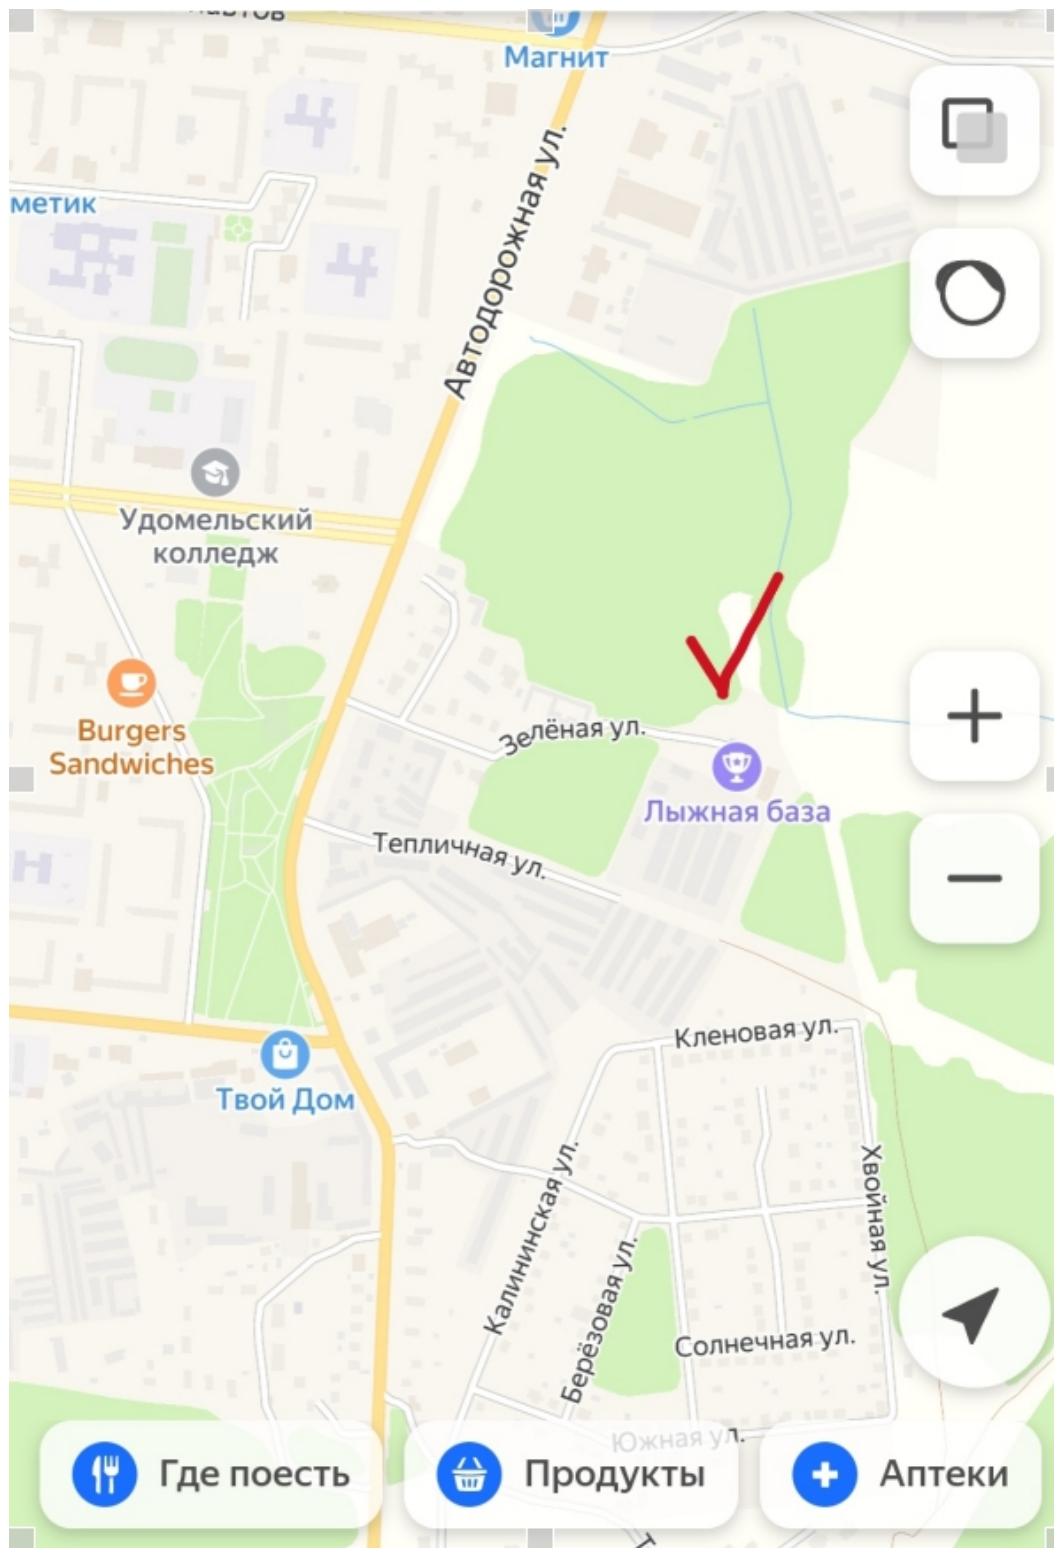 Магнит
Автодорожная ул.
метик
Удомельский
колледж
Burgers
Sandwiches
Зелёная ул.
Лыжная база
Тепличная ул.
Кленовая ул.
Твой Дом
Хвойная ул.
Калининская ул.
Берёзовая ул.
Солнечная ул.
Южная ул.
Где поесть
Продукты
Аптеки